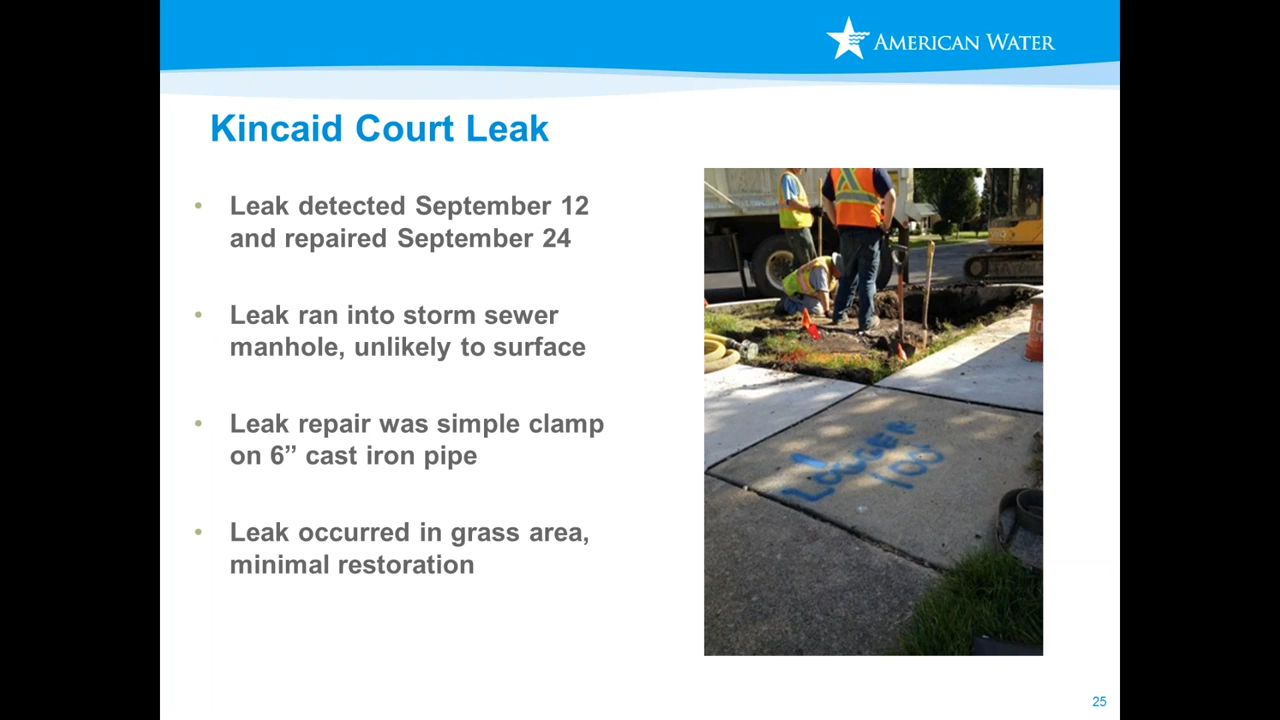 AMERICAN WATER
Kincaid Court Leak
• Leak detected September 12
and repaired September 24
• Leak ran into storm sewer
manhole, unlikely to surface
• Leak repair was simple clamp
on 6” cast iron pipe
• Leak occurred in grass area,
minimal restoration
LOGGER
100
25